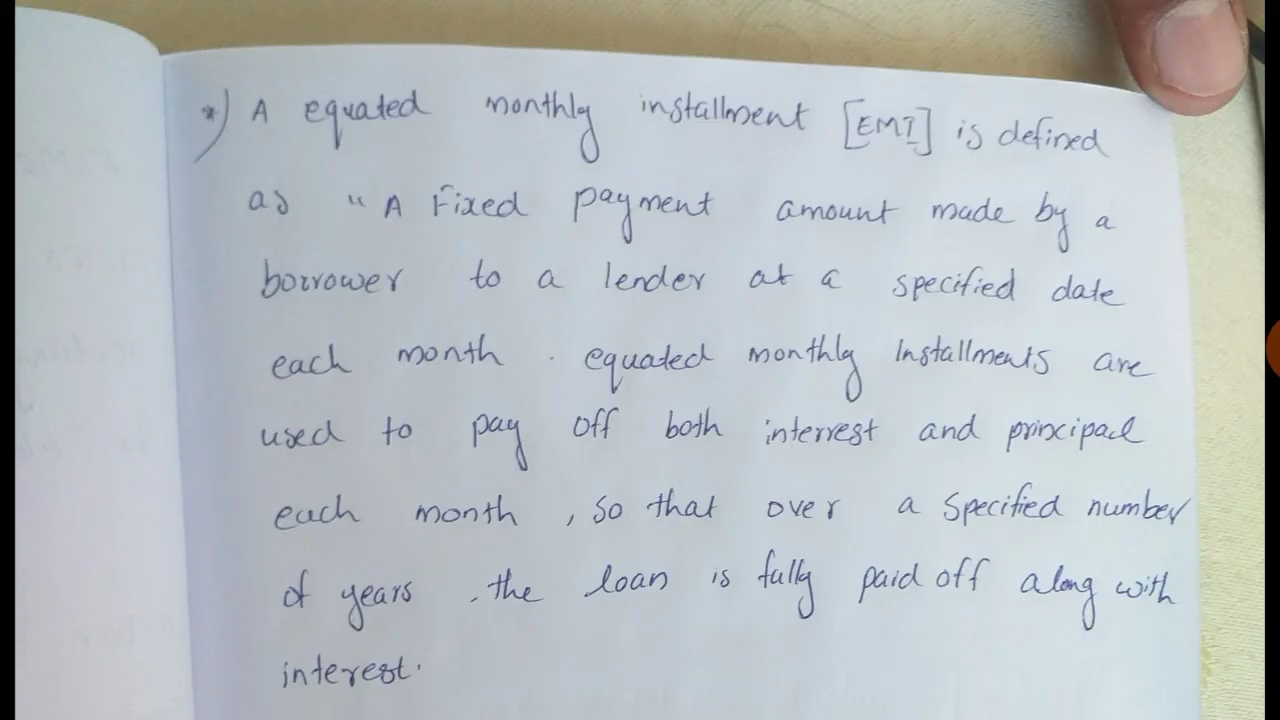 *) A equated monthly installment [EMI] is defined
as "A Fixed payment amount made by a
borrower to a lender at a specified date
each month . equated monthly Installments are
used to pay off both interrest and principal
each month , so that over a specified number
of years , the loan is fully paid off along with
interest.